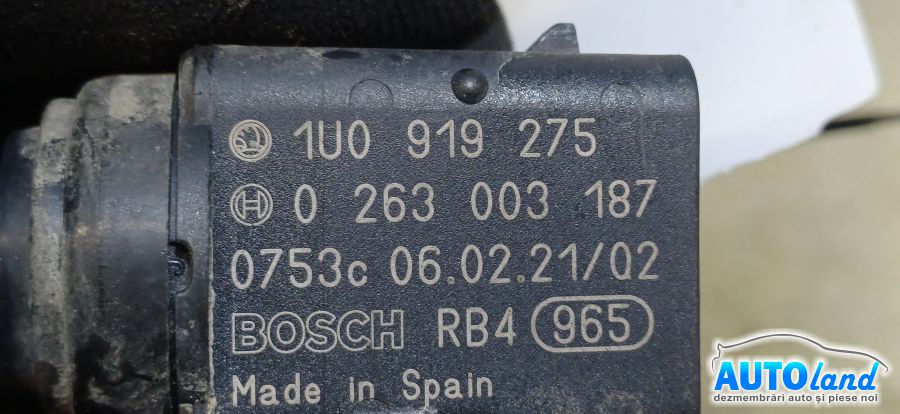 1U0 919 275
0 263 003 187
0753c 06.02.21/02
BOSCH RB4 965
Made in Spain
AUTOland
dezmembrări auto și piese noi